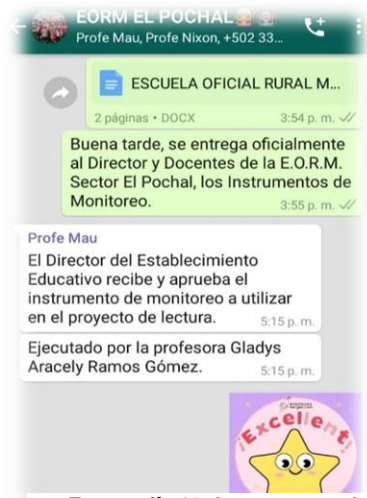 EORM EL POCHAL
Profe Mau, Profe Nixon, +502 33...
ESCUELA OFICIAL RURAL M...
2 páginas • DOCX 3:54 p. m.
Buena tarde, se entrega oficialmente
al Director y Docentes de la E.O.R.M.
Sector El Pochal, los Instrumentos de
Monitoreo. 3:55 p. m.
Profe Mau
El Director del Establecimiento
Educativo recibe y aprueba el
instrumento de monitoreo a utilizar
en el proyecto de lectura. 5:15 p. m.
Ejecutado por la profesora Gladys
Aracely Ramos Gómez. 5:15 p. m.
Excellent!